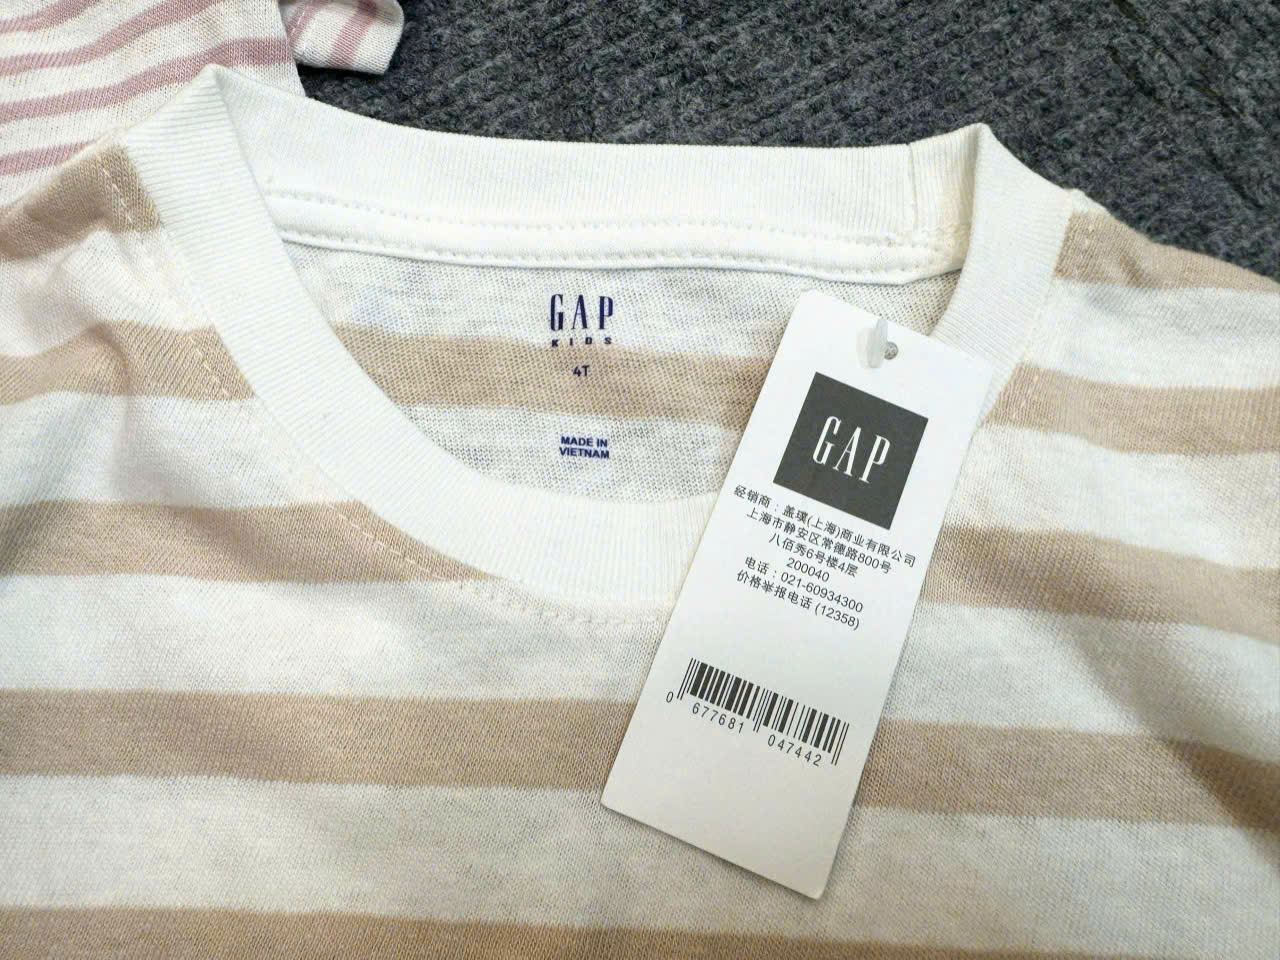 GAP
KIDS
4T
MADE IN
VIETNAM
GAP
经销商：盖璞(上海)商业有限公司
上海市静安区常德路800号
八佰秀6号楼4层
200040
电话：021-60934300
价格举报电话 (12358)
0 677681 047442